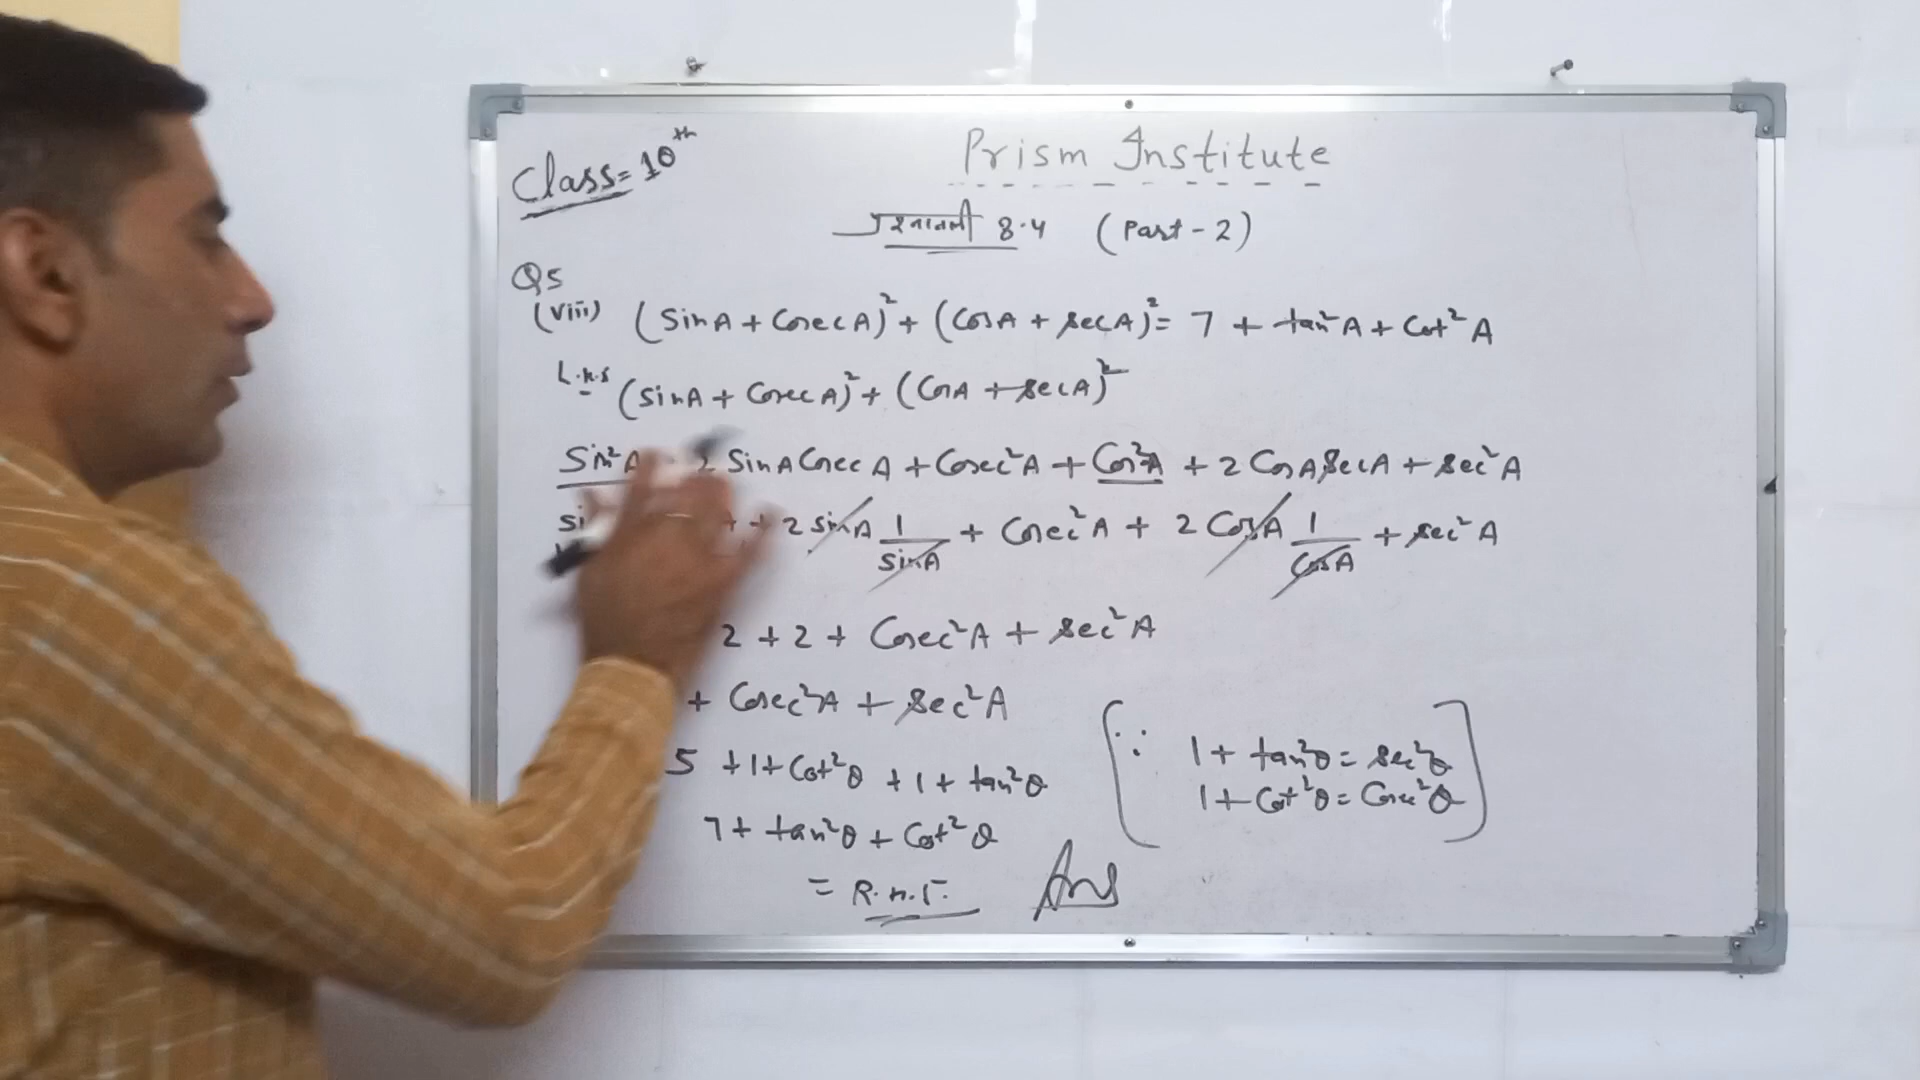 Class = 10th
Prism Institute
प्रश्नावली 8.4 (Part-2)
Q5
(viii) (SinA + CosecA)² + (CosA + secA)² = 7 + tan²A + Cot²A
L.H.S (sinA + CosecA)² + (CosA + secA)²
Sin²A 2 SinA CosecA + Cosec²A + Cos²A + 2 CosA SecA + sec²A
si + 2 sinA 1/sinA + Cosec²A + 2 CosA 1/CosA + sec²A
2 + 2 + Cosec²A + sec²A
+ Cosec²A + sec²A
5 + 1 + Cot²θ + 1 + tan²θ
7 + tan²θ + Cot²θ
= R.H.S. Ans
∵ 1 + tan²θ = sec²θ
1 + Cot²θ = Cosec²θ